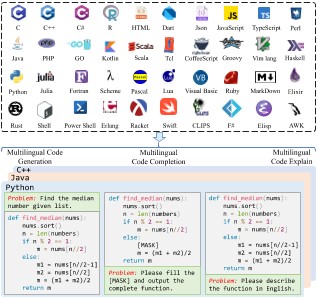 C C++ C# R HTML Dart Json JavaScript TypeScript Perl
Java PHP GO Kotlin Scala Tcl CoffeeScript Groovy Vim lang Haskell
Python Julia Fortran Scheme Pascal Lua Visual Basic Ruby MarkDown Elixir
Rust Shell Power Shell Erlang Racket Swift CLIPS F# Elisp AWK
Multilingual Code
Generation
Multilingual
Code Completion
Multilingual
Code Explain
C++
Java
Python
Problem: Find the median
number given list.
def find_median(nums):
nums.sort()
n = len(numbers)
if n % 2 == 1:
m = nums[n//2]
else:
m1 = nums[n//2-1]
m2 = nums[n//2]
m = (m1 + m2)/2
return m
def find_median(nums):
nums.sort()
n = len(numbers)
if n % 2 == 1:
m = nums[n//2]
else:
[MASK]
m = (m1 + m2)/2
return m
Problem: Please fill the
[MASK] and output the
complete function.
def find_median(nums):
nums.sort()
n = len(numbers)
if n % 2 == 1:
m = nums[n//2]
else:
m1 = nums[n//2-1]
m2 = nums[n//2]
m = (m1 + m2)/2
return m
Problem: Please describe
the function in English.